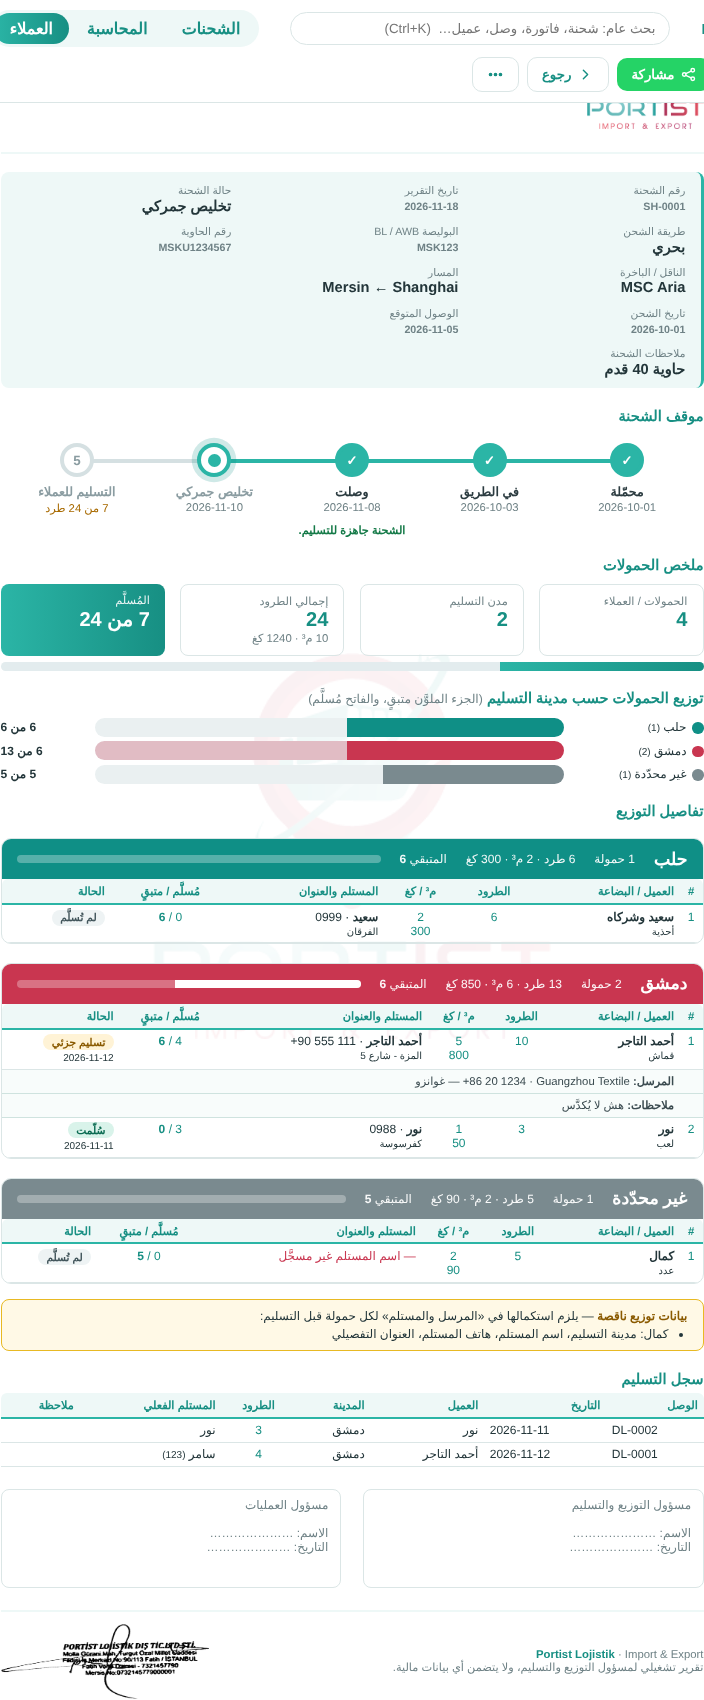 الشحنات المحاسبة العملاء
بحث عام: شحنة، فاتورة، وصل، عميل… (Ctrl+K)
مشاركة رجوع •••
PORTIST
IMPORT & EXPORT
رقم الشحنة تاريخ التقرير حالة الشحنة
SH-0001 2026-11-18 تخليص جمركي
طريقة الشحن البوليصة BL / AWB رقم الحاوية
بحري MSK123 MSKU1234567
الناقل / الباخرة المسار
MSC Aria Mersin ← Shanghai
تاريخ الشحن الوصول المتوقع
2026-10-01 2026-11-05
ملاحظات الشحنة
حاوية 40 قدم
موقف الشحنة
✓ ✓ ✓ 5
محمّلة في الطريق وصلت تخليص جمركي التسليم للعملاء
2026-10-01 2026-10-03 2026-11-08 2026-11-10 7 من 24 طرد
الشحنة جاهزة للتسليم.
ملخص الحمولات
الحمولات / العملاء مدن التسليم إجمالي الطرود المُسلَّم
4 2 24 7 من 24
10 م³ · 1240 كغ
توزيع الحمولات حسب مدينة التسليم (الجزء الملوَّن متبقٍ، والفاتح مُسلَّم)
حلب (1) 6 من 6
دمشق (2) 6 من 13
غير محدّدة (1) 5 من 5
تفاصيل التوزيع
حلب 1 حمولة 6 طرد · 2 م³ · 300 كغ المتبقي 6
# العميل / البضاعة الطرود م³ / كغ المستلم والعنوان مُسلَّم / متبقٍ الحالة
1 سعيد وشركاه 6 2 سعيد · 0999 0 / 6 لم تُسلَّم
أحذية 300 الفرقان
دمشق 2 حمولة 13 طرد · 6 م³ · 850 كغ المتبقي 6
# العميل / البضاعة الطرود م³ / كغ المستلم والعنوان مُسلَّم / متبقٍ الحالة
1 أحمد التاجر 10 5 أحمد التاجر · 111 555 90+ 4 / 6 تسليم جزئي
قماش 800 المزة - شارع 5 2026-11-12
المرسل: Guangzhou Textile · 1234 20 86+ — غوانزو
ملاحظات: هش لا يُكدَّس
2 نور 3 1 نور · 0988 3 / 0 سُلّمت
لعب 50 كفرسوسة 2026-11-11
غير محدّدة 1 حمولة 5 طرد · 2 م³ · 90 كغ المتبقي 5
# العميل / البضاعة الطرود م³ / كغ المستلم والعنوان مُسلَّم / متبقٍ الحالة
1 كمال 5 2 — اسم المستلم غير مسجَّل 0 / 5 لم تُسلَّم
عدد 90
بيانات توزيع ناقصة — يلزم استكمالها في «المرسل والمستلم» لكل حمولة قبل التسليم:
• كمال: مدينة التسليم، اسم المستلم، هاتف المستلم، العنوان التفصيلي
سجل التسليم
الوصل التاريخ العميل المدينة الطرود المستلم الفعلي ملاحظة
DL-0002 2026-11-11 نور دمشق 3 نور
DL-0001 2026-11-12 أحمد التاجر دمشق 4 سامر (123)
مسؤول التوزيع والتسليم مسؤول العمليات
الاسم: ………………… الاسم: …………………
التاريخ: ………………… التاريخ: …………………
Portist Lojistik · Import & Export
تقرير تشغيلي لمسؤول التوزيع والتسليم، ولا يتضمن أي بيانات مالية.
PORTİST LOJİSTİK DIŞ TİC.LTD.ŞTİ.